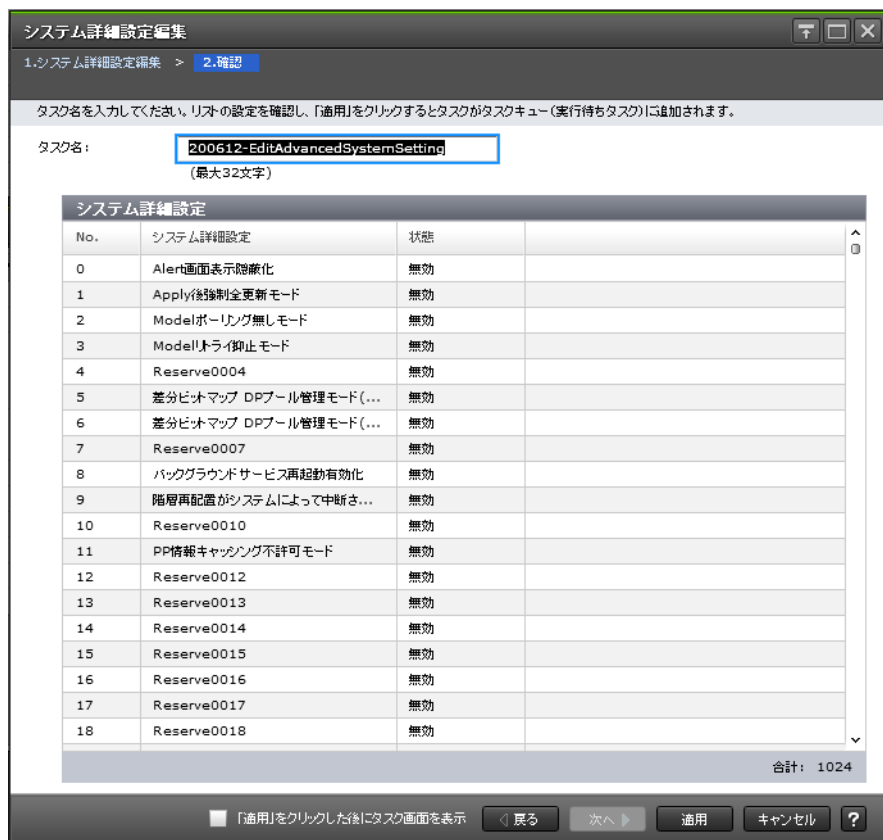 システム詳細設定編集
1.システム詳細設定編集 > 2.確認
タスク名を入力してください。リストの設定を確認し、「適用」をクリックするとタスクがタスクキュー(実行待ちタスク)に追加されます。
タスク名: 200612-EditAdvancedSystemSetting
(最大32文字)
システム詳細設定
No. システム詳細設定 状態
0 Alert画面表示隠蔽化 無効
1 Apply後強制全更新モード 無効
2 Modelポーリング無しモード 無効
3 Modelリトライ抑止モード 無効
4 Reserve0004 無効
5 差分ビットマップ DPプール管理モード(... 無効
6 差分ビットマップ DPプール管理モード(... 無効
7 Reserve0007 無効
8 バックグラウンドサービス再起動有効化 無効
9 階層再配置がシステムによって中断さ... 無効
10 Reserve0010 無効
11 PP情報キャッシング不許可モード 無効
12 Reserve0012 無効
13 Reserve0013 無効
14 Reserve0014 無効
15 Reserve0015 無効
16 Reserve0016 無効
17 Reserve0017 無効
18 Reserve0018 無効
合計: 1024
「適用」をクリックした後にタスク画面を表示 戻る 次へ 適用 キャンセル ?